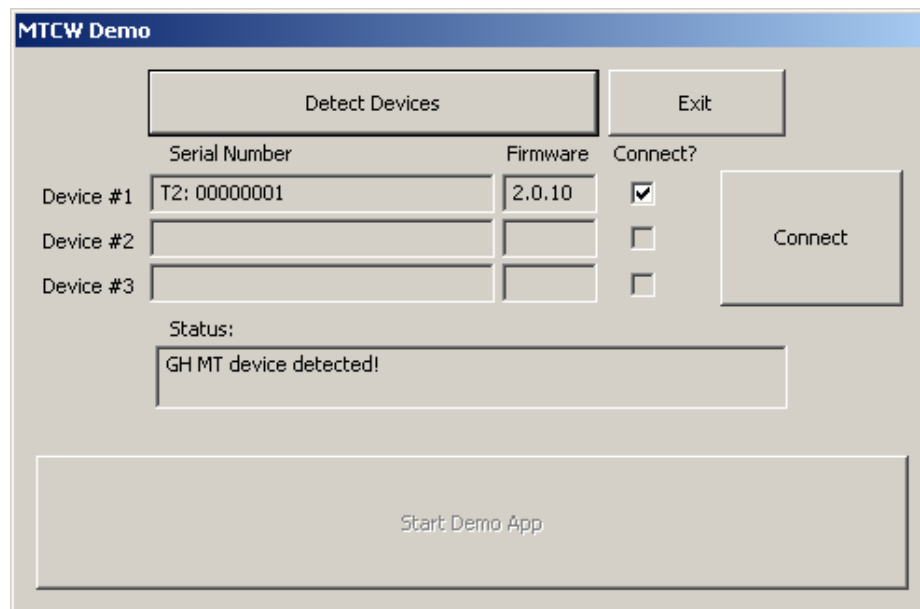 MTCW Demo
Detect Devices Exit
Serial Number Firmware Connect?
Device #1 T2: 00000001 2.0.10
Device #2
Connect
Device #3
Status:
GH MT device detected!
Start Demo App